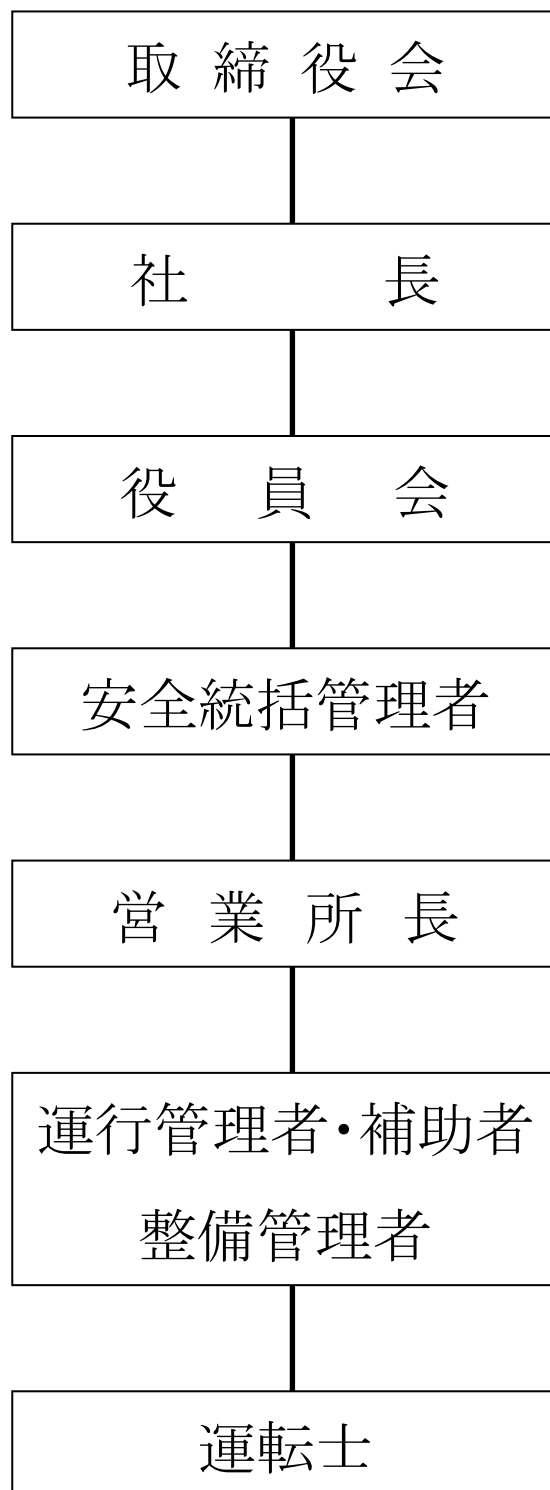 取締役会
社長
役員会
安全統括管理者
営業所長
運行管理者・補助者
整備管理者
運転士